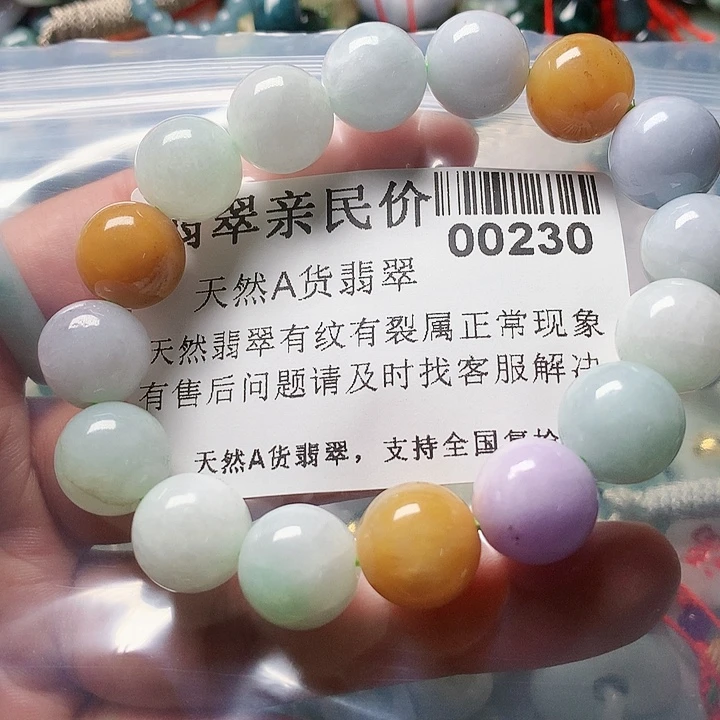 翠亲民价
00230
天然A货翡翠
天然翡翠有纹有裂属正常现象
有售后问题请及时找客服解决
天然A货翡翠，支持全国复检